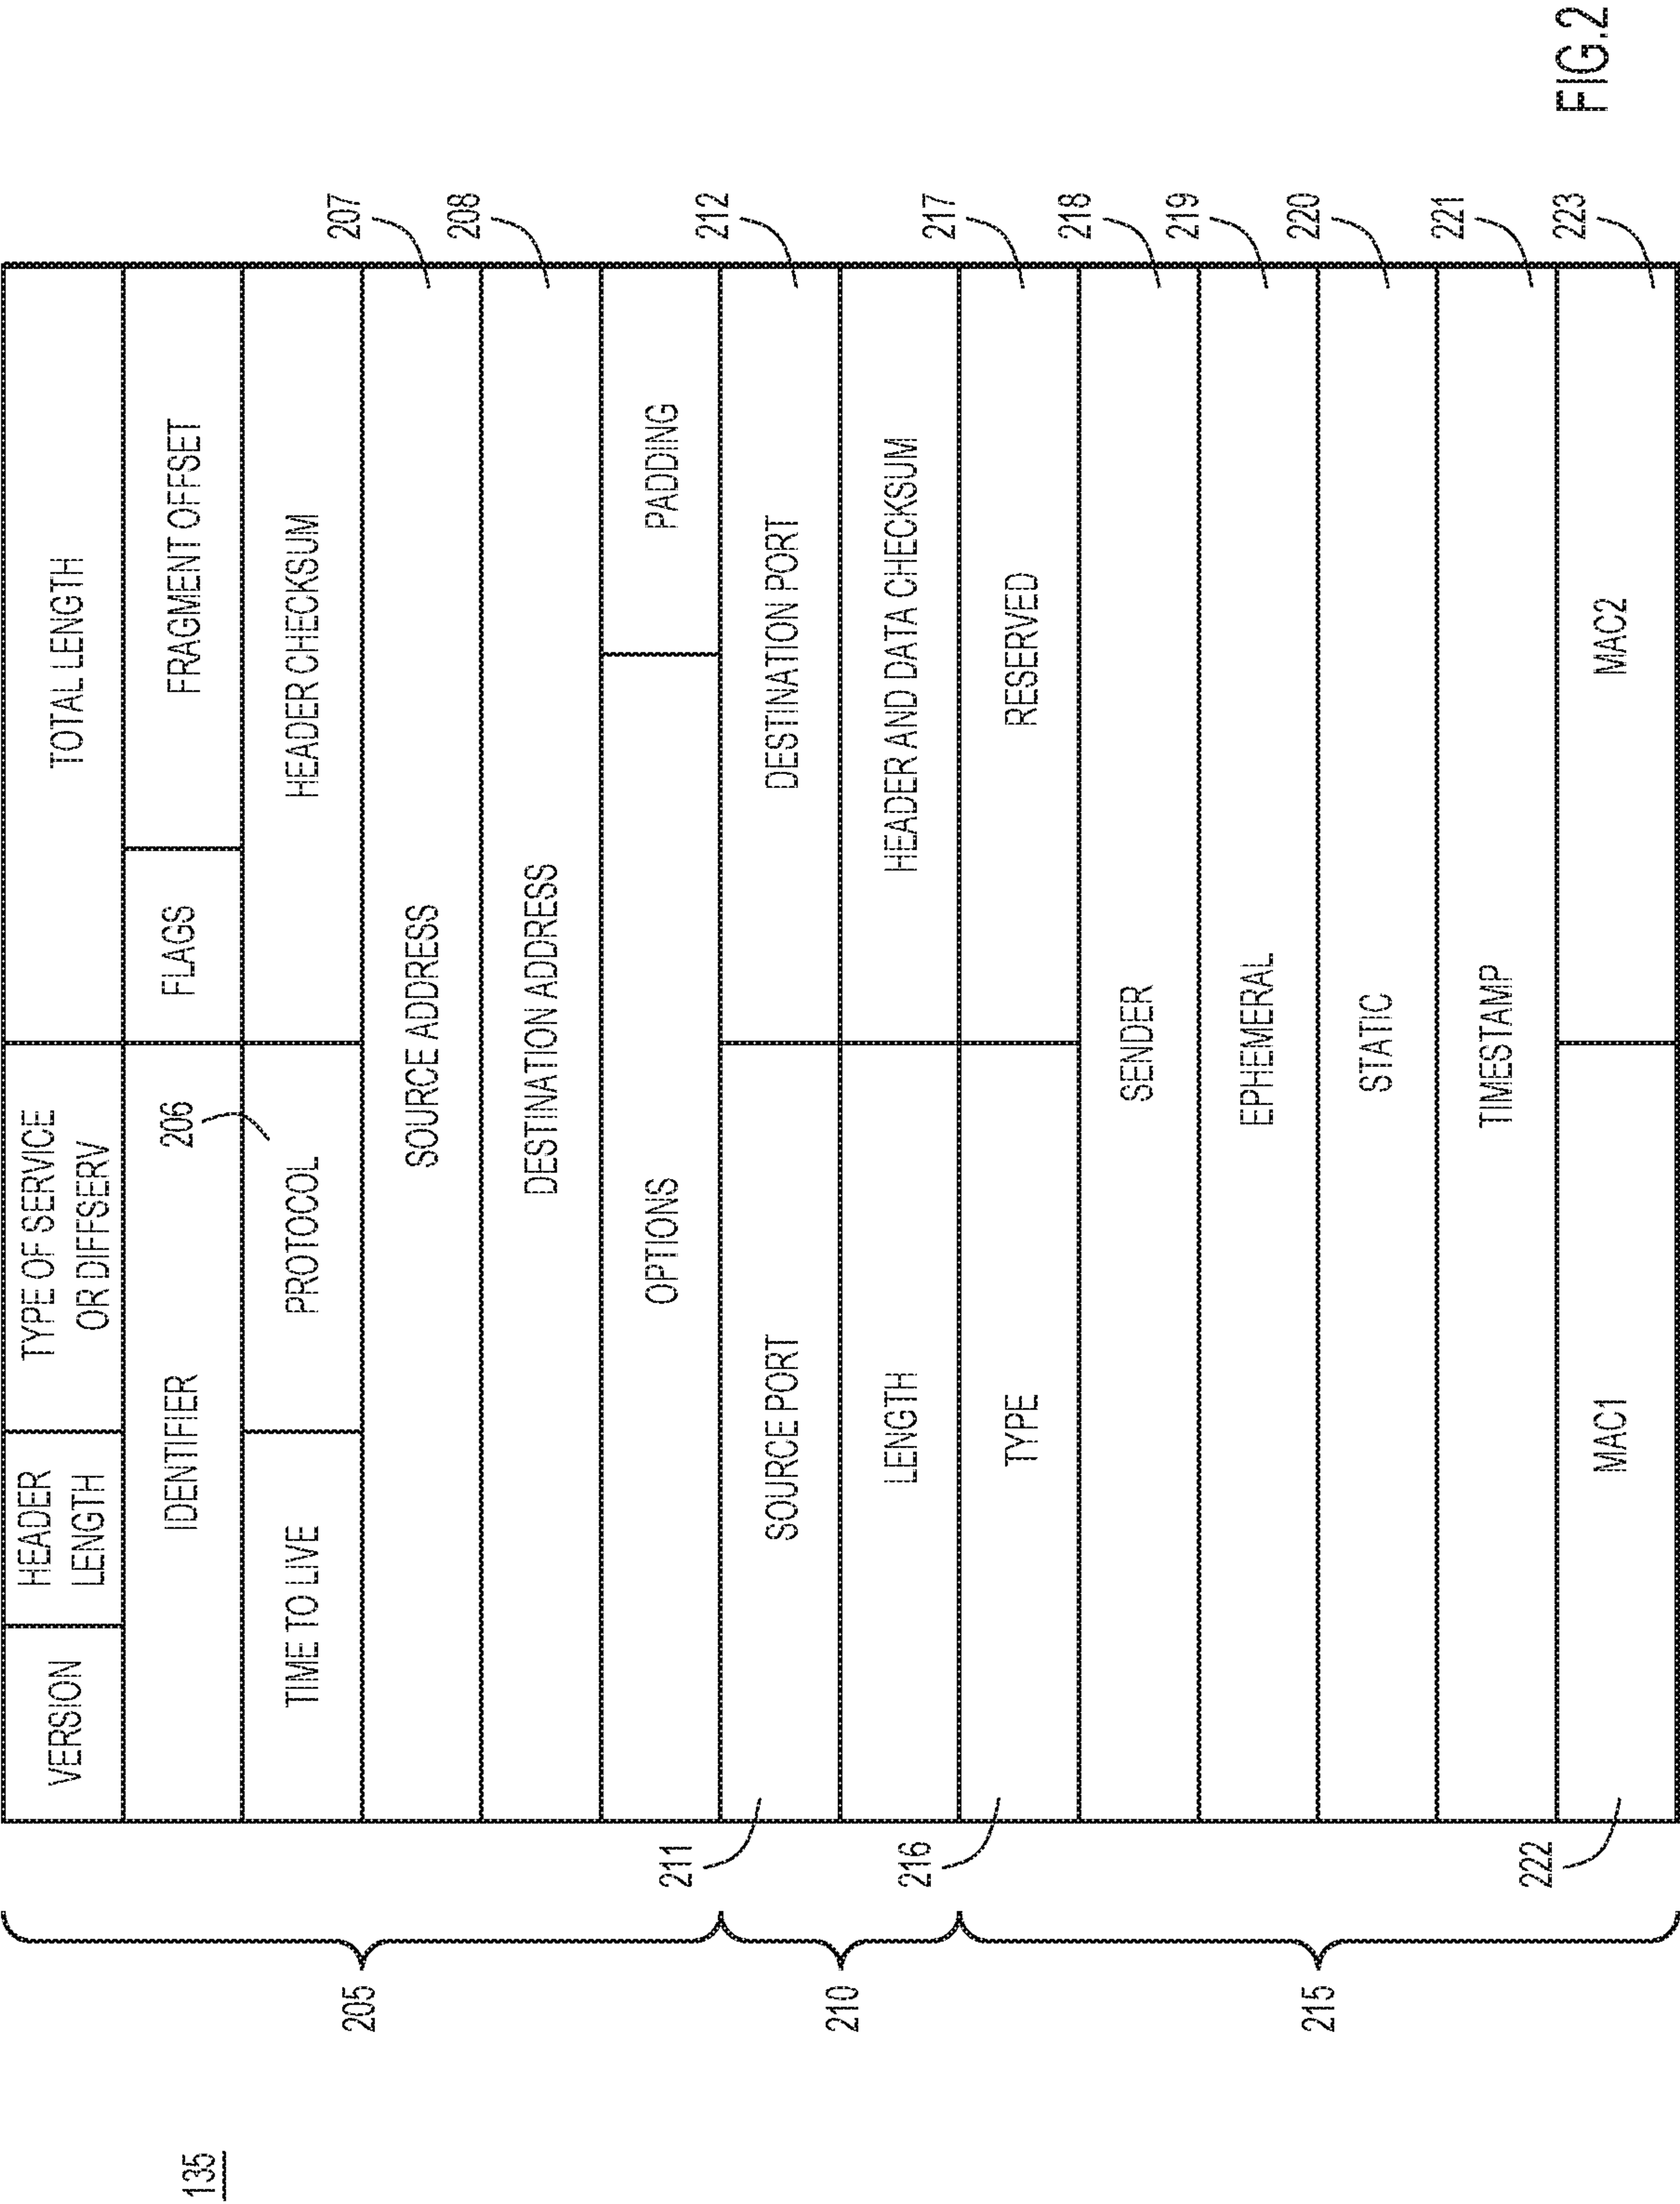 135
VERSION
HEADER
LENGTH
TYPE OF SERVICE
OR DIFFSERV
TOTAL LENGTH
IDENTIFIER
206
FLAGS
FRAGMENT OFFSET
TIME TO LIVE
PROTOCOL
HEADER CHECKSUM
205
SOURCE ADDRESS
207
DESTINATION ADDRESS
208
OPTIONS
PADDING
211
SOURCE PORT
DESTINATION PORT
212
210
LENGTH
HEADER AND DATA CHECKSUM
216
TYPE
RESERVED
217
SENDER
218
EPHEMERAL
219
215
STATIC
220
TIMESTAMP
221
222
MAC1
MAC2
223
FIG.2